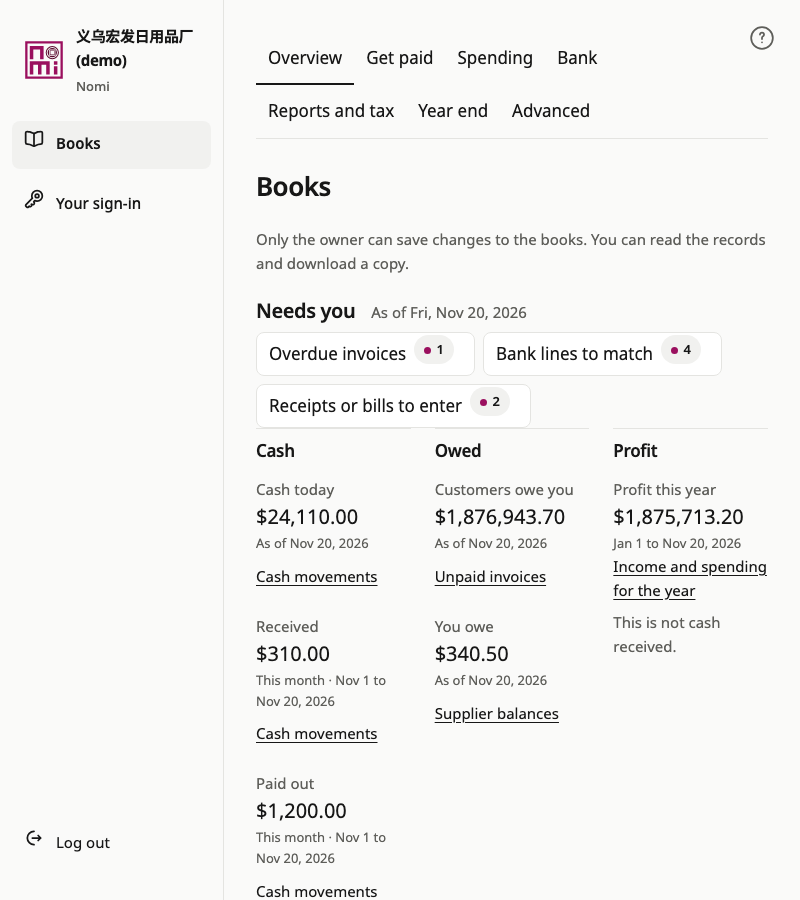 义乌宏发日用品厂
(demo)
Nomi
Books
Your sign-in
Log out
Overview
Get paid
Spending
Bank
Reports and tax
Year end
Advanced
Books
Only the owner can save changes to the books. You can read the records
and download a copy.
Needs you As of Fri, Nov 20, 2026
Overdue invoices 1
Bank lines to match 4
Receipts or bills to enter 2
Cash
Cash today
$24,110.00
As of Nov 20, 2026
Cash movements
Received
$310.00
This month · Nov 1 to
Nov 20, 2026
Cash movements
Paid out
$1,200.00
This month · Nov 1 to
Nov 20, 2026
Cash movements
Owed
Customers owe you
$1,876,943.70
As of Nov 20, 2026
Unpaid invoices
You owe
$340.50
As of Nov 20, 2026
Supplier balances
Profit
Profit this year
$1,875,713.20
Jan 1 to Nov 20, 2026
Income and spending
for the year
This is not cash
received.